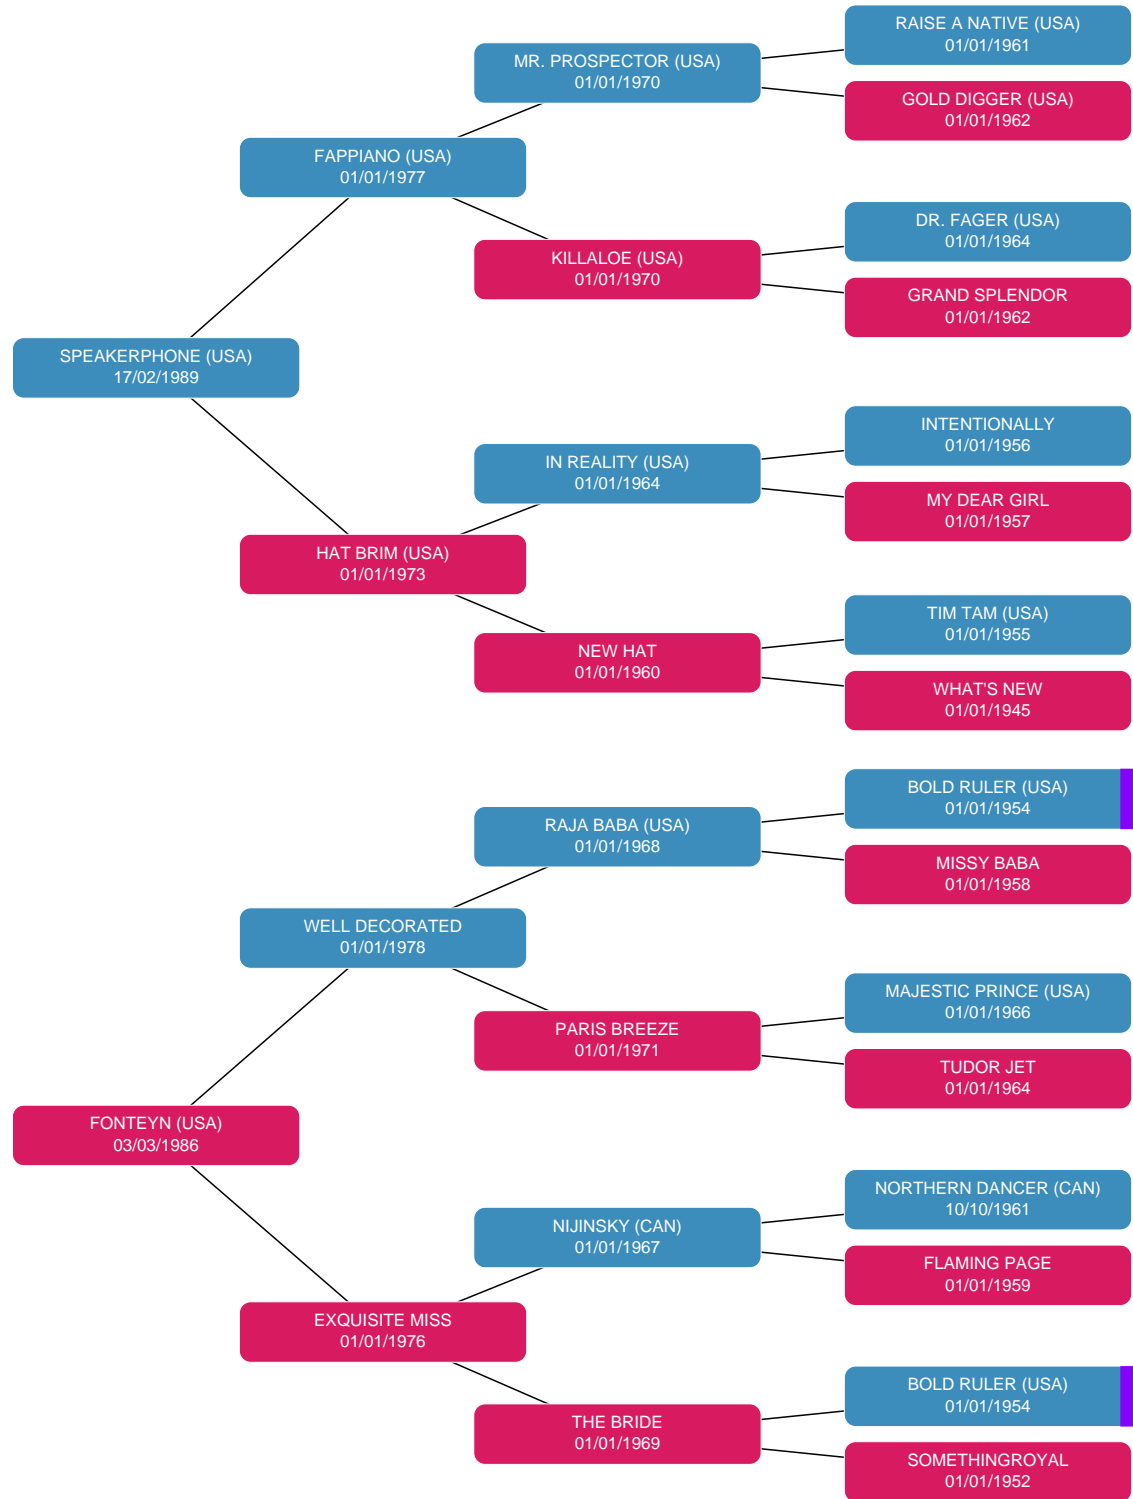 RAISE A NATIVE (USA)
01/01/1961
MR. PROSPECTOR (USA)
01/01/1970
GOLD DIGGER (USA)
01/01/1962
FAPPIANO (USA)
01/01/1977
DR. FAGER (USA)
01/01/1964
KILLALOE (USA)
01/01/1970
GRAND SPLENDOR
01/01/1962
SPEAKERPHONE (USA)
17/02/1989
INTENTIONALLY
01/01/1956
IN REALITY (USA)
01/01/1964
MY DEAR GIRL
01/01/1957
HAT BRIM (USA)
01/01/1973
TIM TAM (USA)
01/01/1955
NEW HAT
01/01/1960
WHAT'S NEW
01/01/1945
BOLD RULER (USA)
01/01/1954
RAJA BABA (USA)
01/01/1968
MISSY BABA
01/01/1958
WELL DECORATED
01/01/1978
MAJESTIC PRINCE (USA)
01/01/1966
PARIS BREEZE
01/01/1971
TUDOR JET
01/01/1964
FONTEYN (USA)
03/03/1986
NORTHERN DANCER (CAN)
10/10/1961
NIJINSKY (CAN)
01/01/1967
FLAMING PAGE
01/01/1959
EXQUISITE MISS
01/01/1976
BOLD RULER (USA)
01/01/1954
THE BRIDE
01/01/1969
SOMETHINGROYAL
01/01/1952